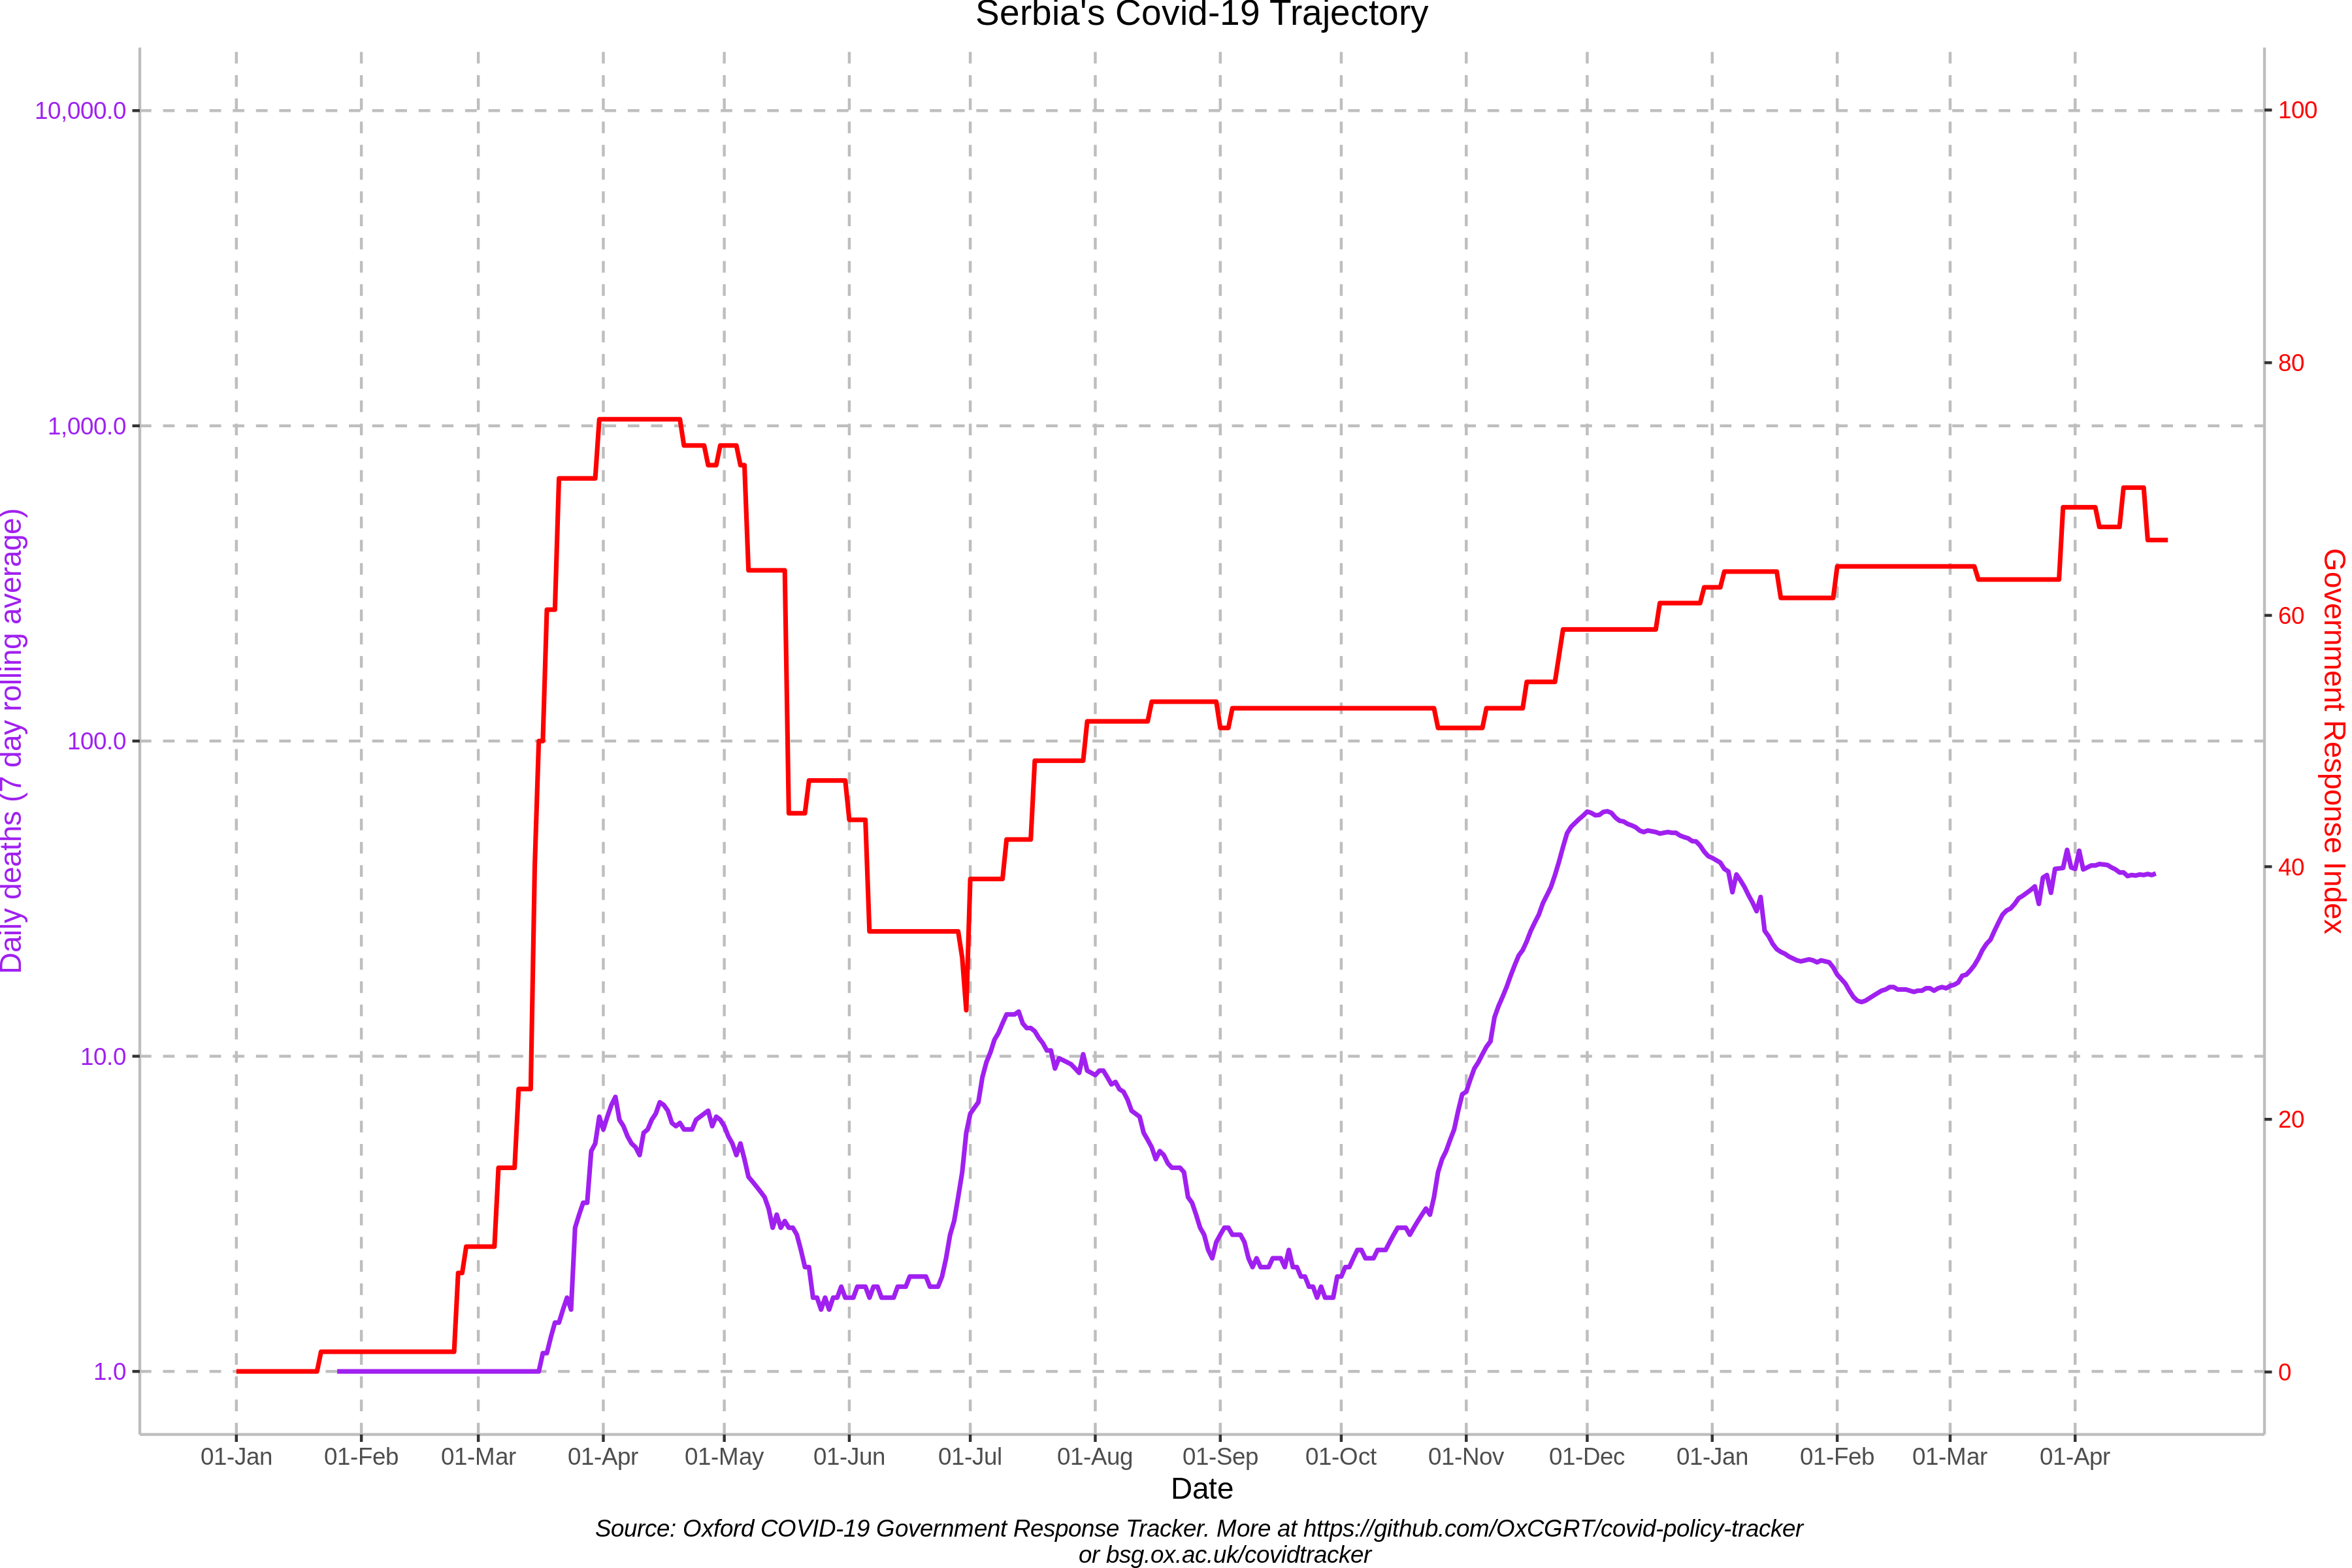 Serbia's Covid-19 Trajectory
10,000.0
1,000.0
100.0
10.0
1.0
Daily deaths (7 day rolling average)
100
80
60
40
20
0
Government Response Index
01-Jan 01-Feb 01-Mar 01-Apr 01-May 01-Jun 01-Jul 01-Aug 01-Sep 01-Oct 01-Nov 01-Dec 01-Jan 01-Feb 01-Mar 01-Apr
Date
Source: Oxford COVID-19 Government Response Tracker. More at https://github.com/OxCGRT/covid-policy-tracker
or bsg.ox.ac.uk/covidtracker